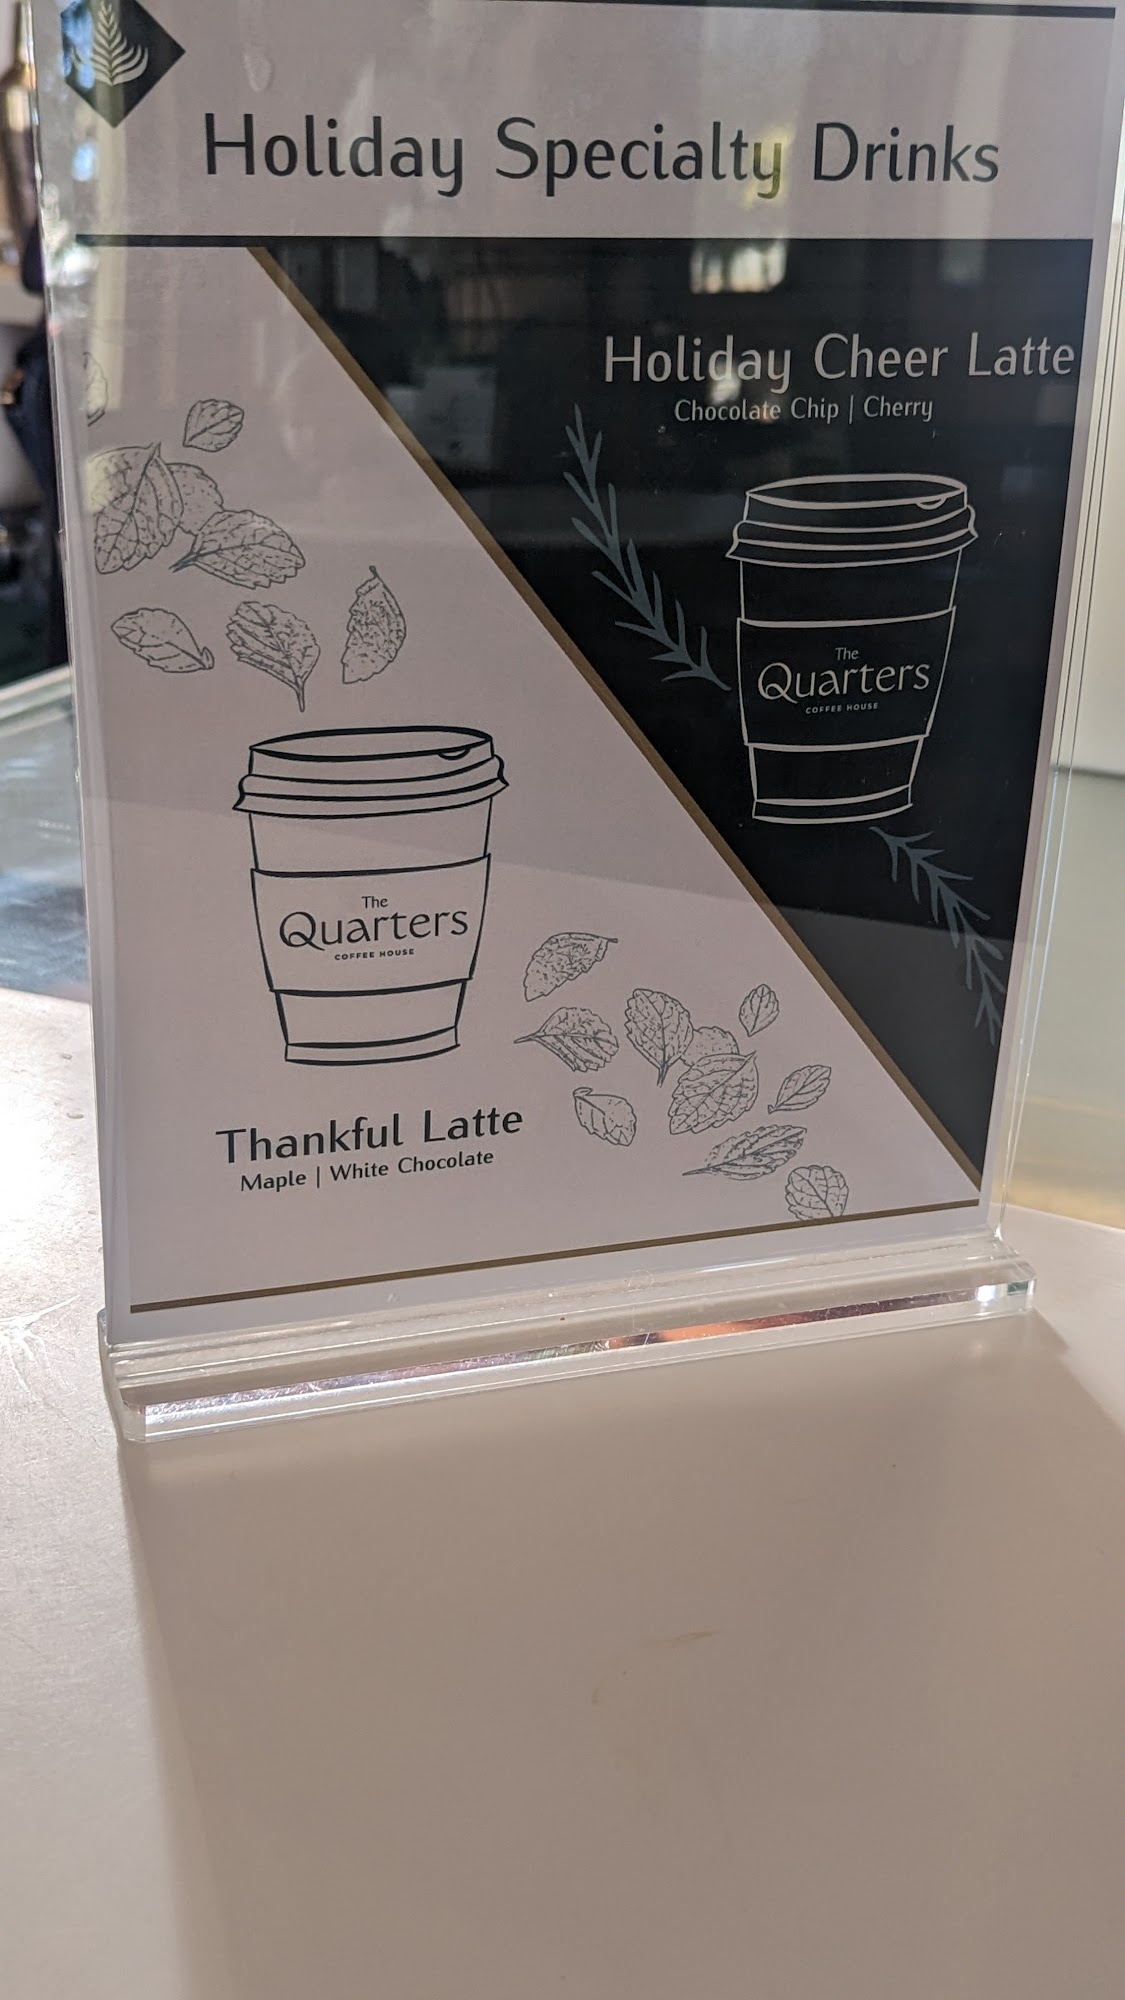 Holiday Specialty Drinks
Holiday Cheer Latte
Chocolate Chip | Cherry
The
Quarters
COFFEE HOUSE
The
Quarters
COFFEE HOUSE
Thankful Latte
Maple | White Chocolate